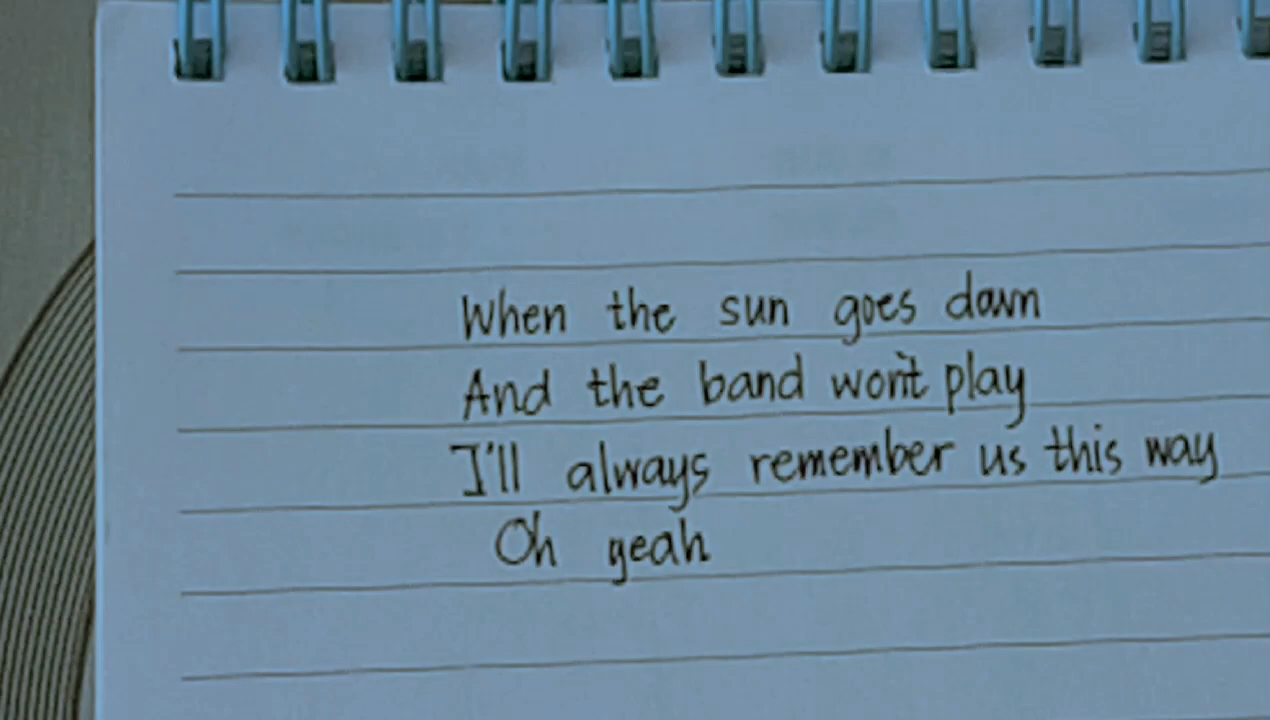 When the sun goes down
And the band won't play
I'll always remember us this way
Oh yeah